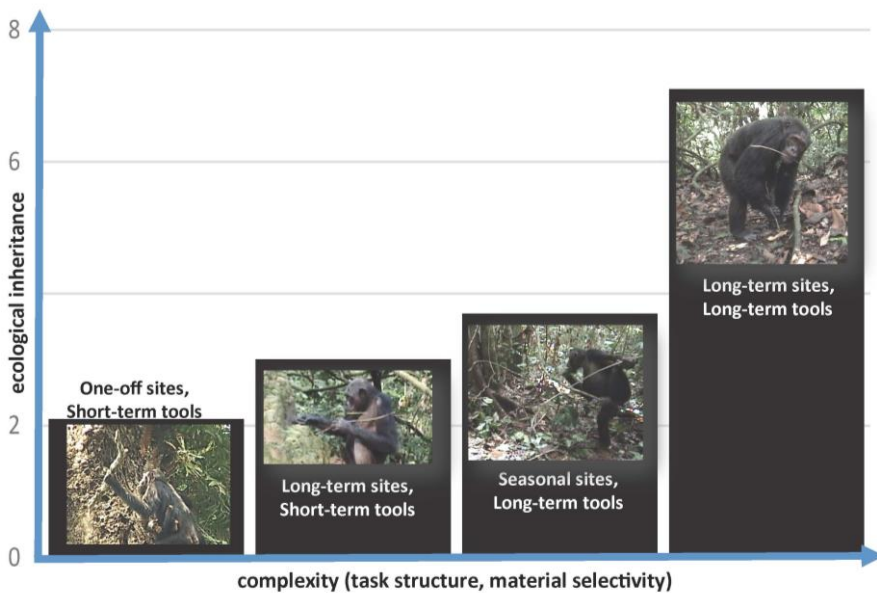 8
6
2
0
ecological inheritance
One-off sites,
Short-term tools
Long-term sites,
Short-term tools
Seasonal sites,
Long-term tools
Long-term sites,
Long-term tools
complexity (task structure, material selectivity)